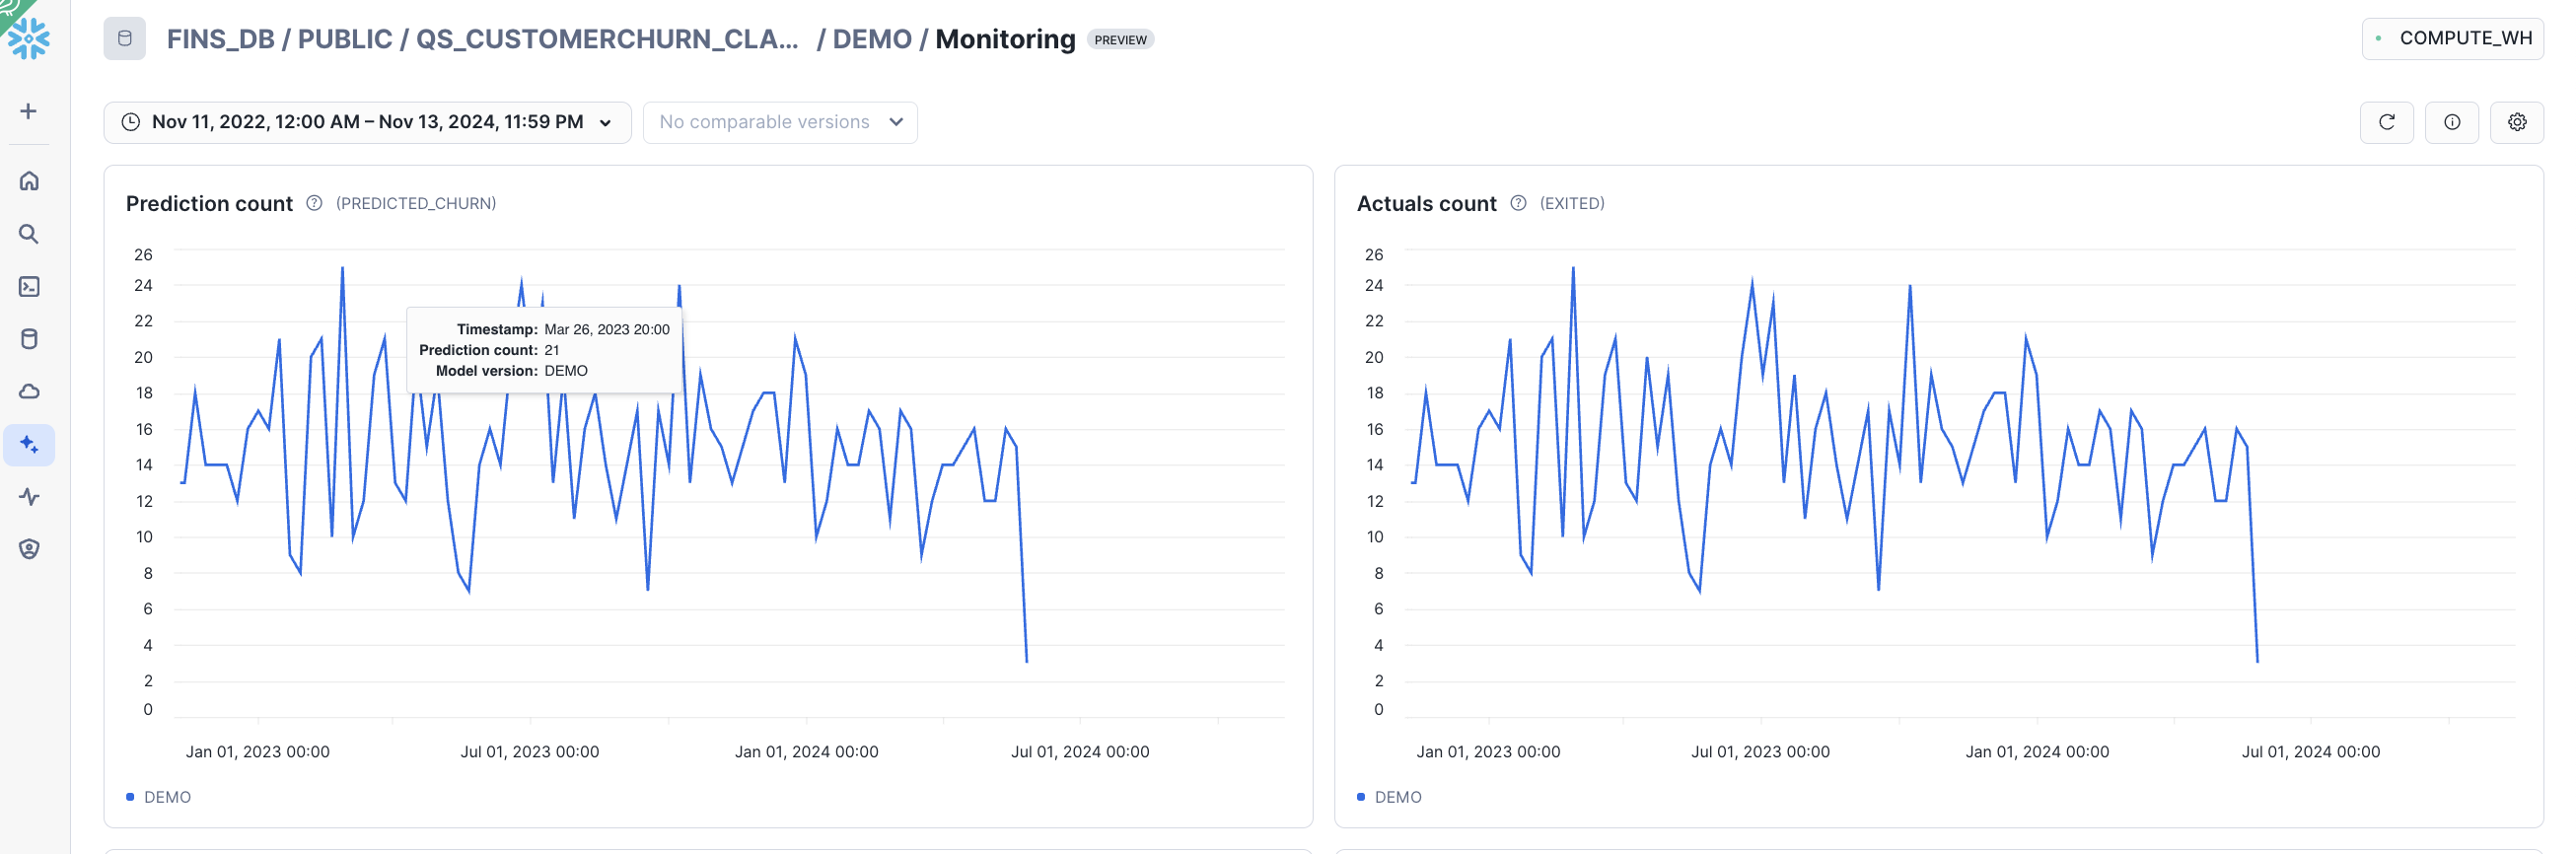 FINS_DB / PUBLIC / QS_CUSTOMERCHURN_CLA... / DEMO / Monitoring PREVIEW
COMPUTE_WH
Nov 11, 2022, 12:00 AM – Nov 13, 2024, 11:59 PM
No comparable versions
Prediction count (PREDICTED_CHURN)
26
24
22
20
18
16
14
12
10
8
6
4
2
0
Timestamp: Mar 26, 2023 20:00
Prediction count: 21
Model version: DEMO
Jan 01, 2023 00:00
Jul 01, 2023 00:00
Jan 01, 2024 00:00
Jul 01, 2024 00:00
DEMO
Actuals count (EXITED)
26
24
22
20
18
16
14
12
10
8
6
4
2
0
Jan 01, 2023 00:00
Jul 01, 2023 00:00
Jan 01, 2024 00:00
Jul 01, 2024 00:00
DEMO